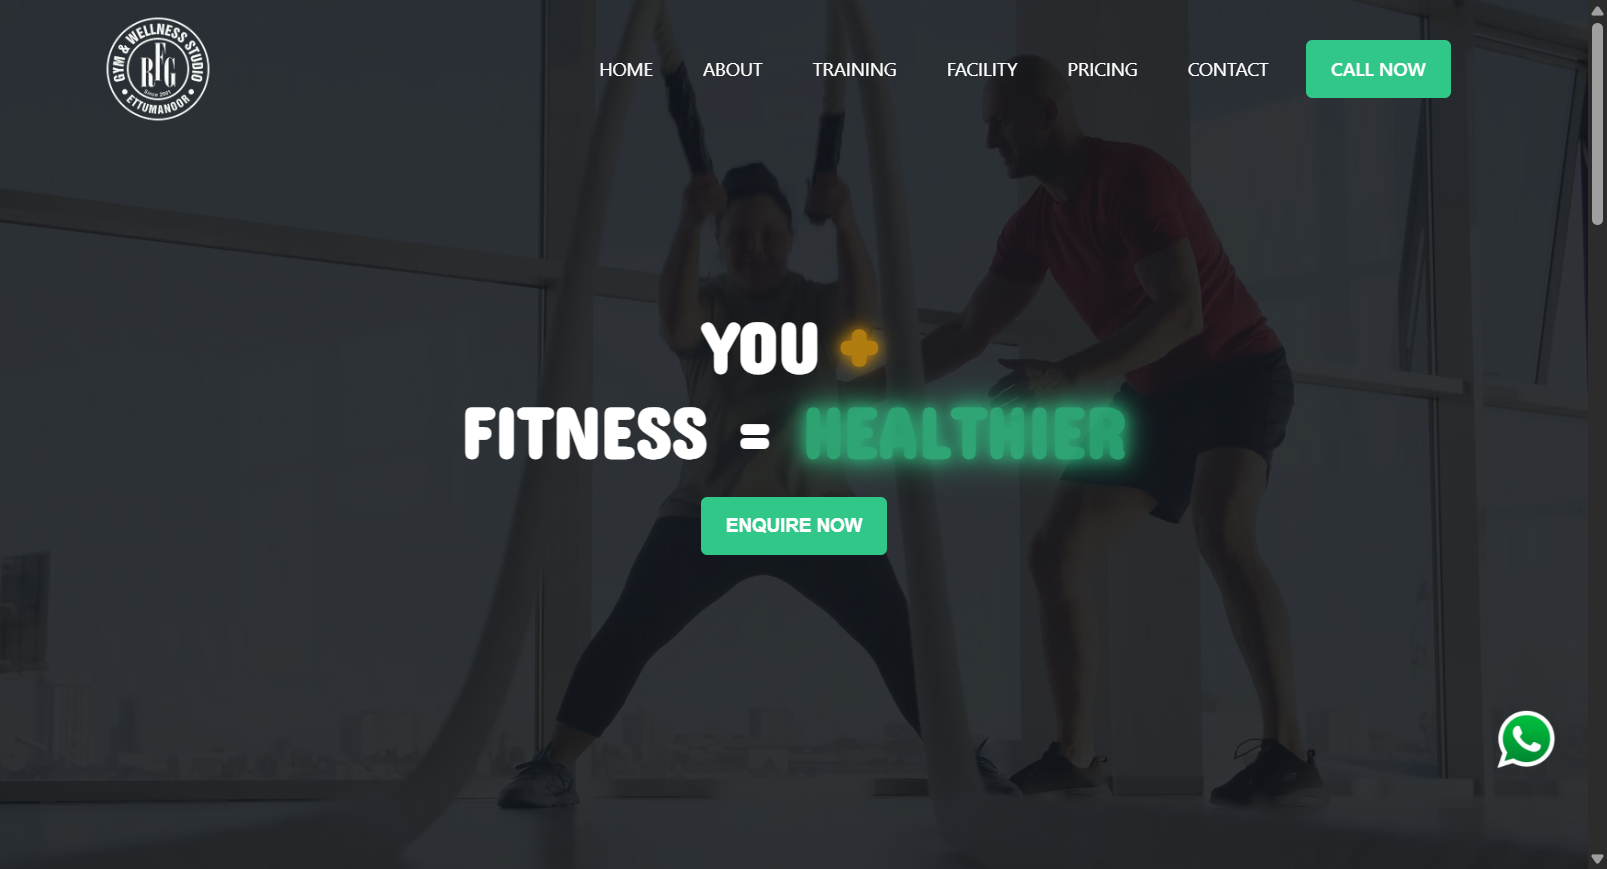 GYM & WELLNESS STUDIO
RFG
Since 2001
ETTUMANOOR
HOME
ABOUT
TRAINING
FACILITY
PRICING
CONTACT
CALL NOW
YOU +
FITNESS = HEALTHIER
ENQUIRE NOW